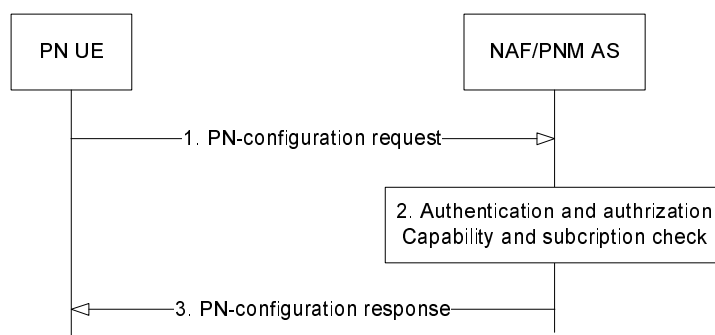 PN UE
NAF/PNM AS
1. PN-configuration request
2. Authentication and authrization
Capability and subcription check
3. PN-configuration response